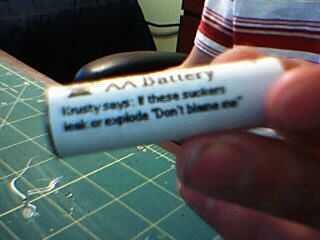 AA Battery
Krusty says: If these suckers
leak or explode "Don't blame me"